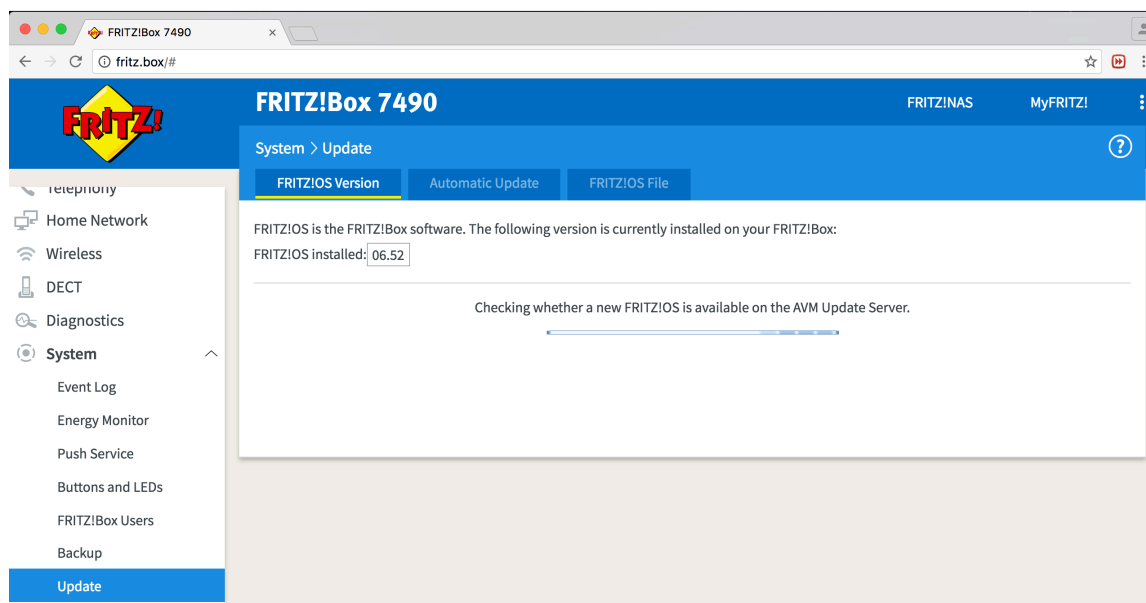 FRITZ!Box 7490
fritz.box/#
FRITZ!
FRITZ!Box 7490
FRITZ!NAS
MyFRITZ!
System > Update
?
FRITZ!OS Version
Automatic Update
FRITZ!OS File
Telephony
Home Network
Wireless
DECT
Diagnostics
System
Event Log
Energy Monitor
Push Service
Buttons and LEDs
FRITZ!Box Users
Backup
Update
FRITZ!OS is the FRITZ!Box software. The following version is currently installed on your FRITZ!Box:
FRITZ!OS installed: 06.52
Checking whether a new FRITZ!OS is available on the AVM Update Server.